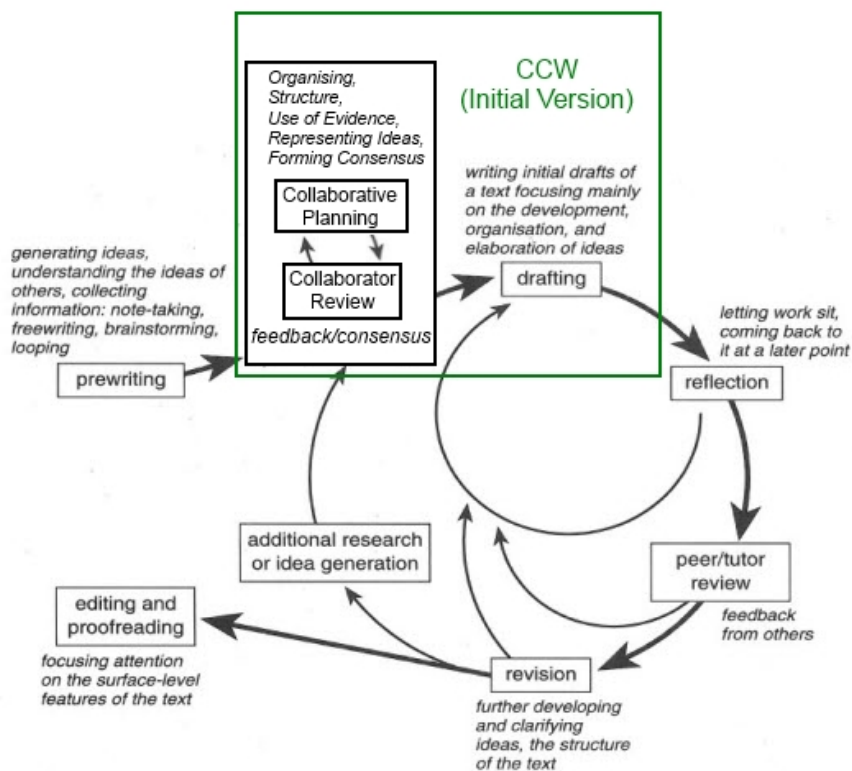 CCW
(Initial Version)
Organising,
Structure,
Use of Evidence,
Representing Ideas,
Forming Consensus
Collaborative
Planning
Collaborator
Review
feedback/consensus
writing initial drafts of
a text focusing mainly
on the development,
organisation, and
elaboration of ideas
drafting
generating ideas,
understanding the ideas of
others, collecting
information: note-taking,
freewriting, brainstorming,
looping
prewriting
letting work sit,
coming back to
it at a later point
reflection
additional research
or idea generation
peer/tutor
review
feedback
from others
editing and
proofreading
focusing attention
on the surface-level
features of the text
revision
further developing
and clarifying
ideas, the structure
of the text